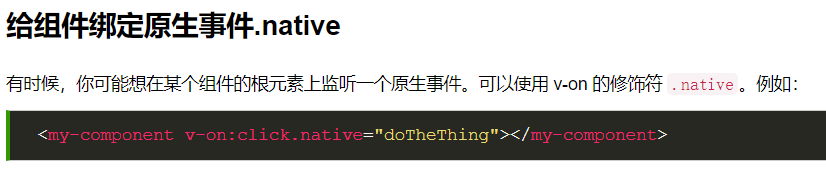 给组件绑定原生事件.native
有时候，你可能想在某个组件的根元素上监听一个原生事件。可以使用 v-on 的修饰符 .native 。例如：
<my-component v-on:click.native="doTheThing"></my-component>